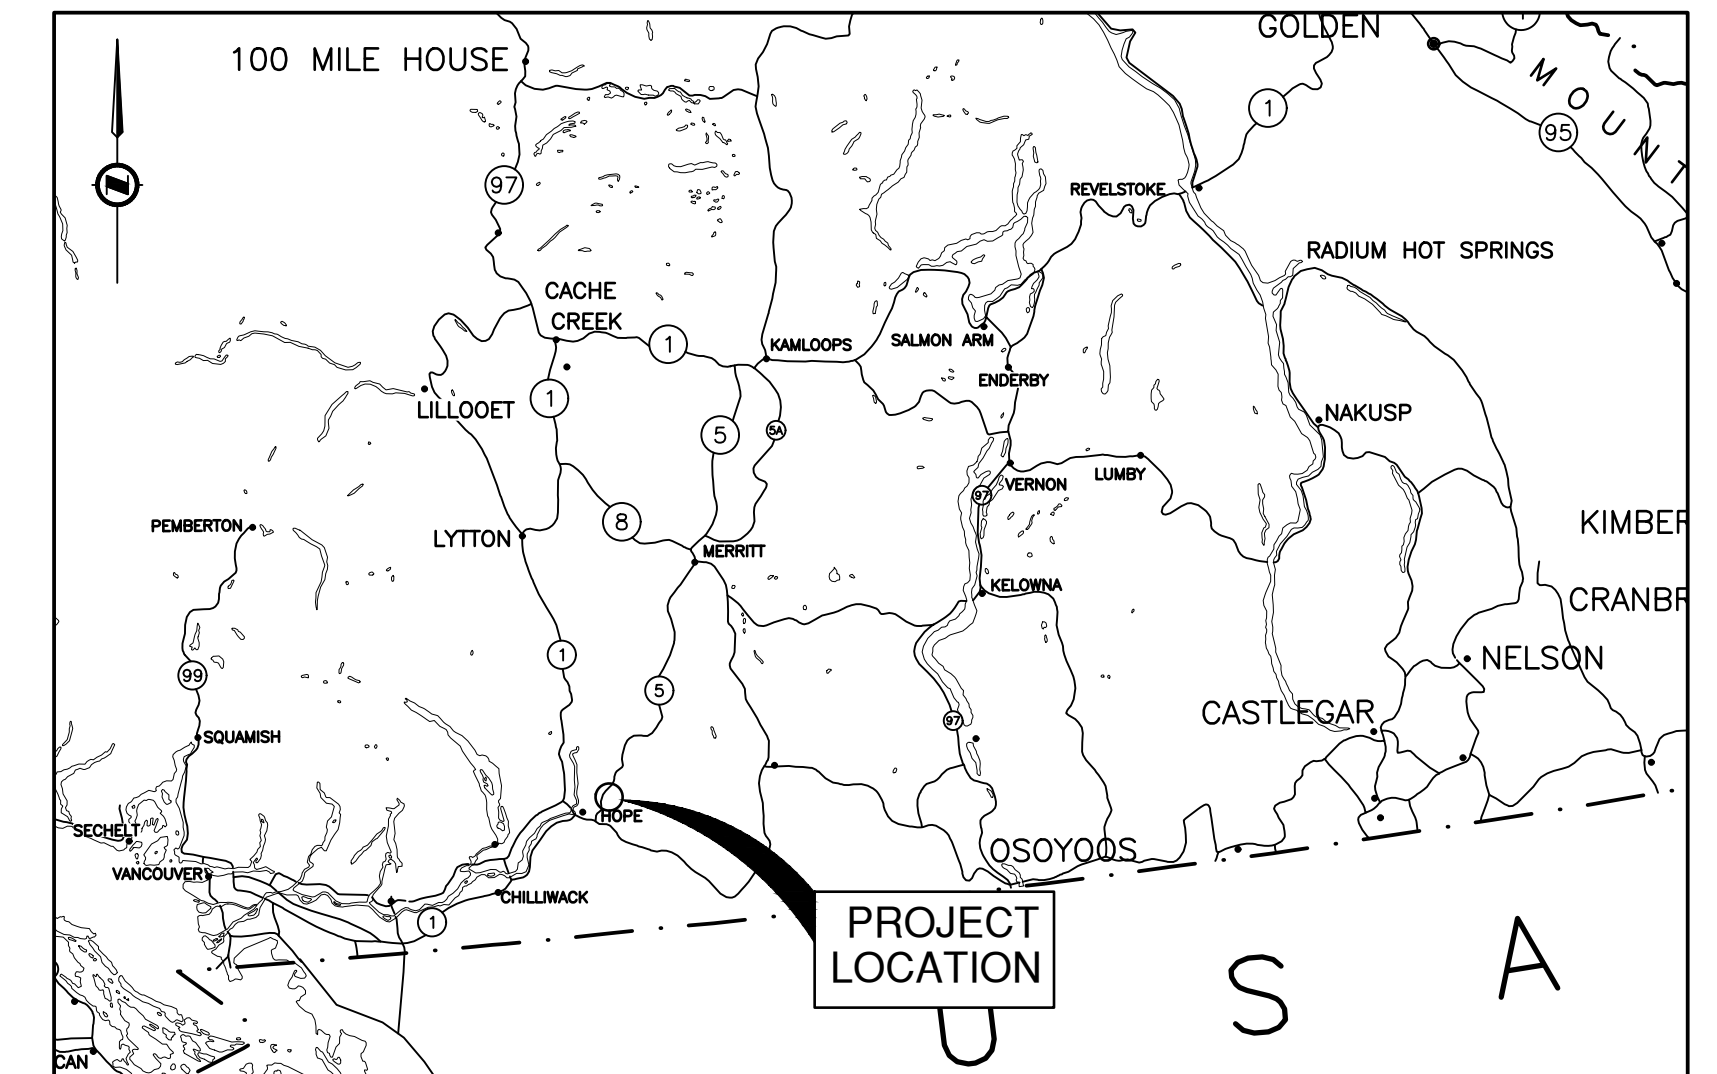 GOLDEN
1
100 MILE HOUSE
M
O
U
N
T
1
95
97
REVELSTOKE
RADIUM HOT SPRINGS
CACHE
CREEK
1
KAMLOOPS
SALMON ARM
ENDERBY
1
LILLOOET
5
5A
NAKUSP
VERNON
LUMBY
97
PEMBERTON
LYTTON
8
MERRITT
KIMBER
KELOWNA
CRANBR
1
NELSON
99
5
CASTLEGAR
97
SQUAMISH
HOPE
SECHELT
OSOYOOS
VANCOUVER
CHILLIWACK
1
PROJECT
LOCATION
U
S
A
CAN